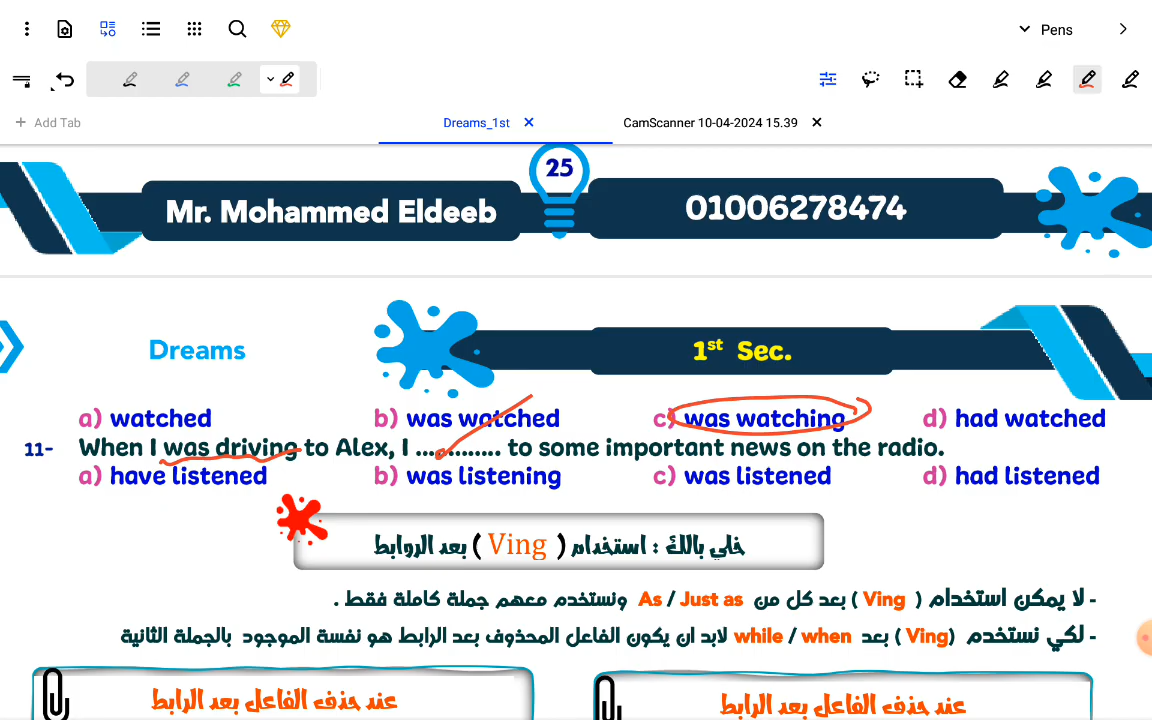 Pens
+ Add Tab
Dreams_1st ×
CamScanner 10-04-2024 15.39 ×
25
Mr. Mohammed Eldeeb
01006278474
Dreams
1st Sec.
a) watched b) was watched c) was watching d) had watched
11- When I was driving to Alex, I ............ to some important news on the radio.
a) have listened b) was listening c) was listened d) had listened
خلي بالك : استخدام ( Ving ) بعد الروابط
- لا يمكن استخدام ( Ving ) بعد كل من As / Just as ونستخدم معهم جملة كاملة فقط .
- لكي نستخدم (Ving ) بعد while / when لابد ان يكون الفاعل المحذوف بعد الرابط هو نفسة الموجود بالجملة الثانية
عند حذف الفاعل بعد الرابط
عند حذف الفاعل بعد الرابط